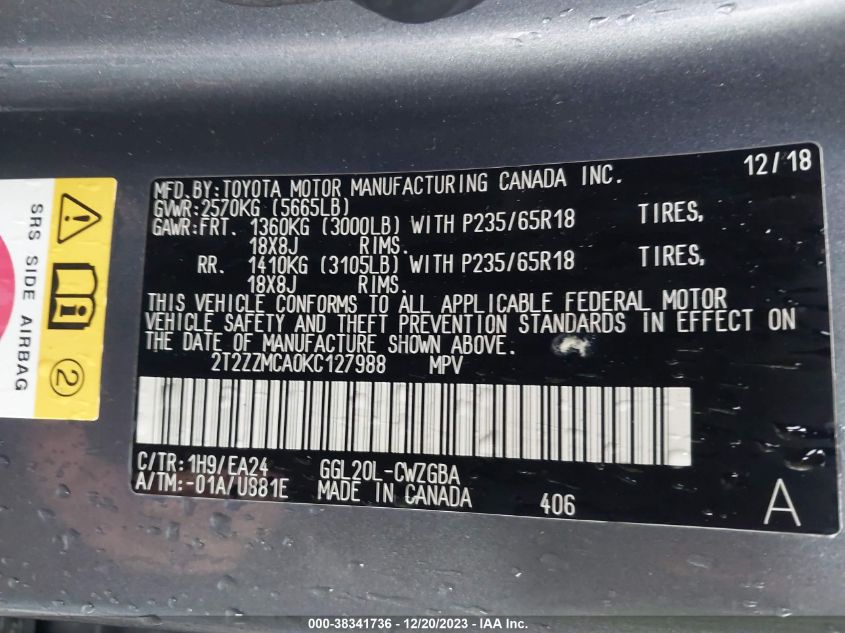 MFD.BY:TOYOTA MOTOR MANUFACTURING CANADA INC. 12/18
GVWR:2570KG (5665LB)
GAWR:FRT. 1360KG (3000LB) WITH P235/65R18 TIRES,
18X8J RIMS.
RR. 1410KG (3105LB) WITH P235/65R18 TIRES,
18X8J RIMS.
THIS VEHICLE CONFORMS TO ALL APPLICABLE FEDERAL MOTOR
VEHICLE SAFETY AND THEFT PREVENTION STANDARDS IN EFFECT ON
THE DATE OF MANUFACTURE SHOWN ABOVE.
2T2ZZMCA0KC127988 MPV
C/TR:1H9/EA24 GGL20L-CWZGBA
A/TM:-01A/U881E MADE IN CANADA 406 A
SRS SIDE AIRBAG
2
000-38341736 - 12/20/2023 - IAA Inc.